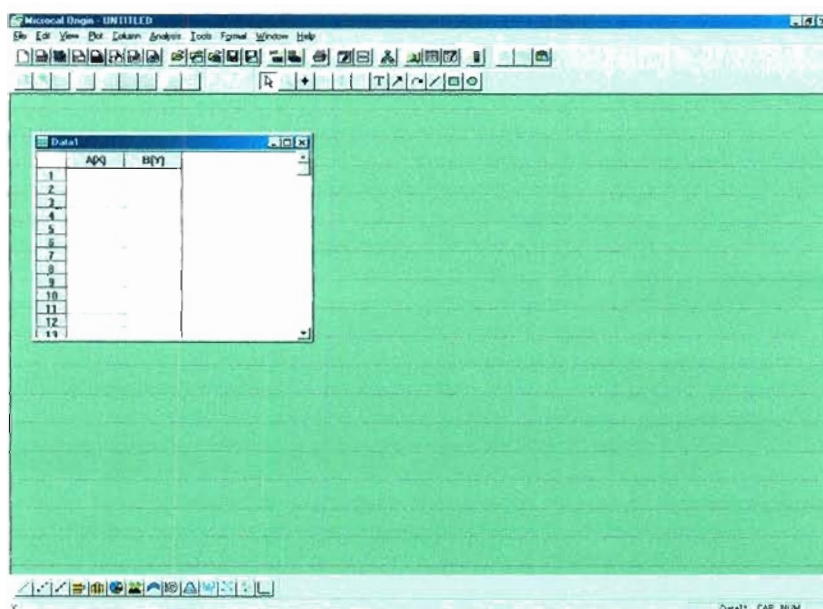 Microcal Origin - UNTITLED
File Edit View Plot Column Analysis Tools Format Window Help
T
Data1
A(X) B(Y)
1
2
3
4
5
6
7
8
9
10
11
12
13
Data1 CAP NUM